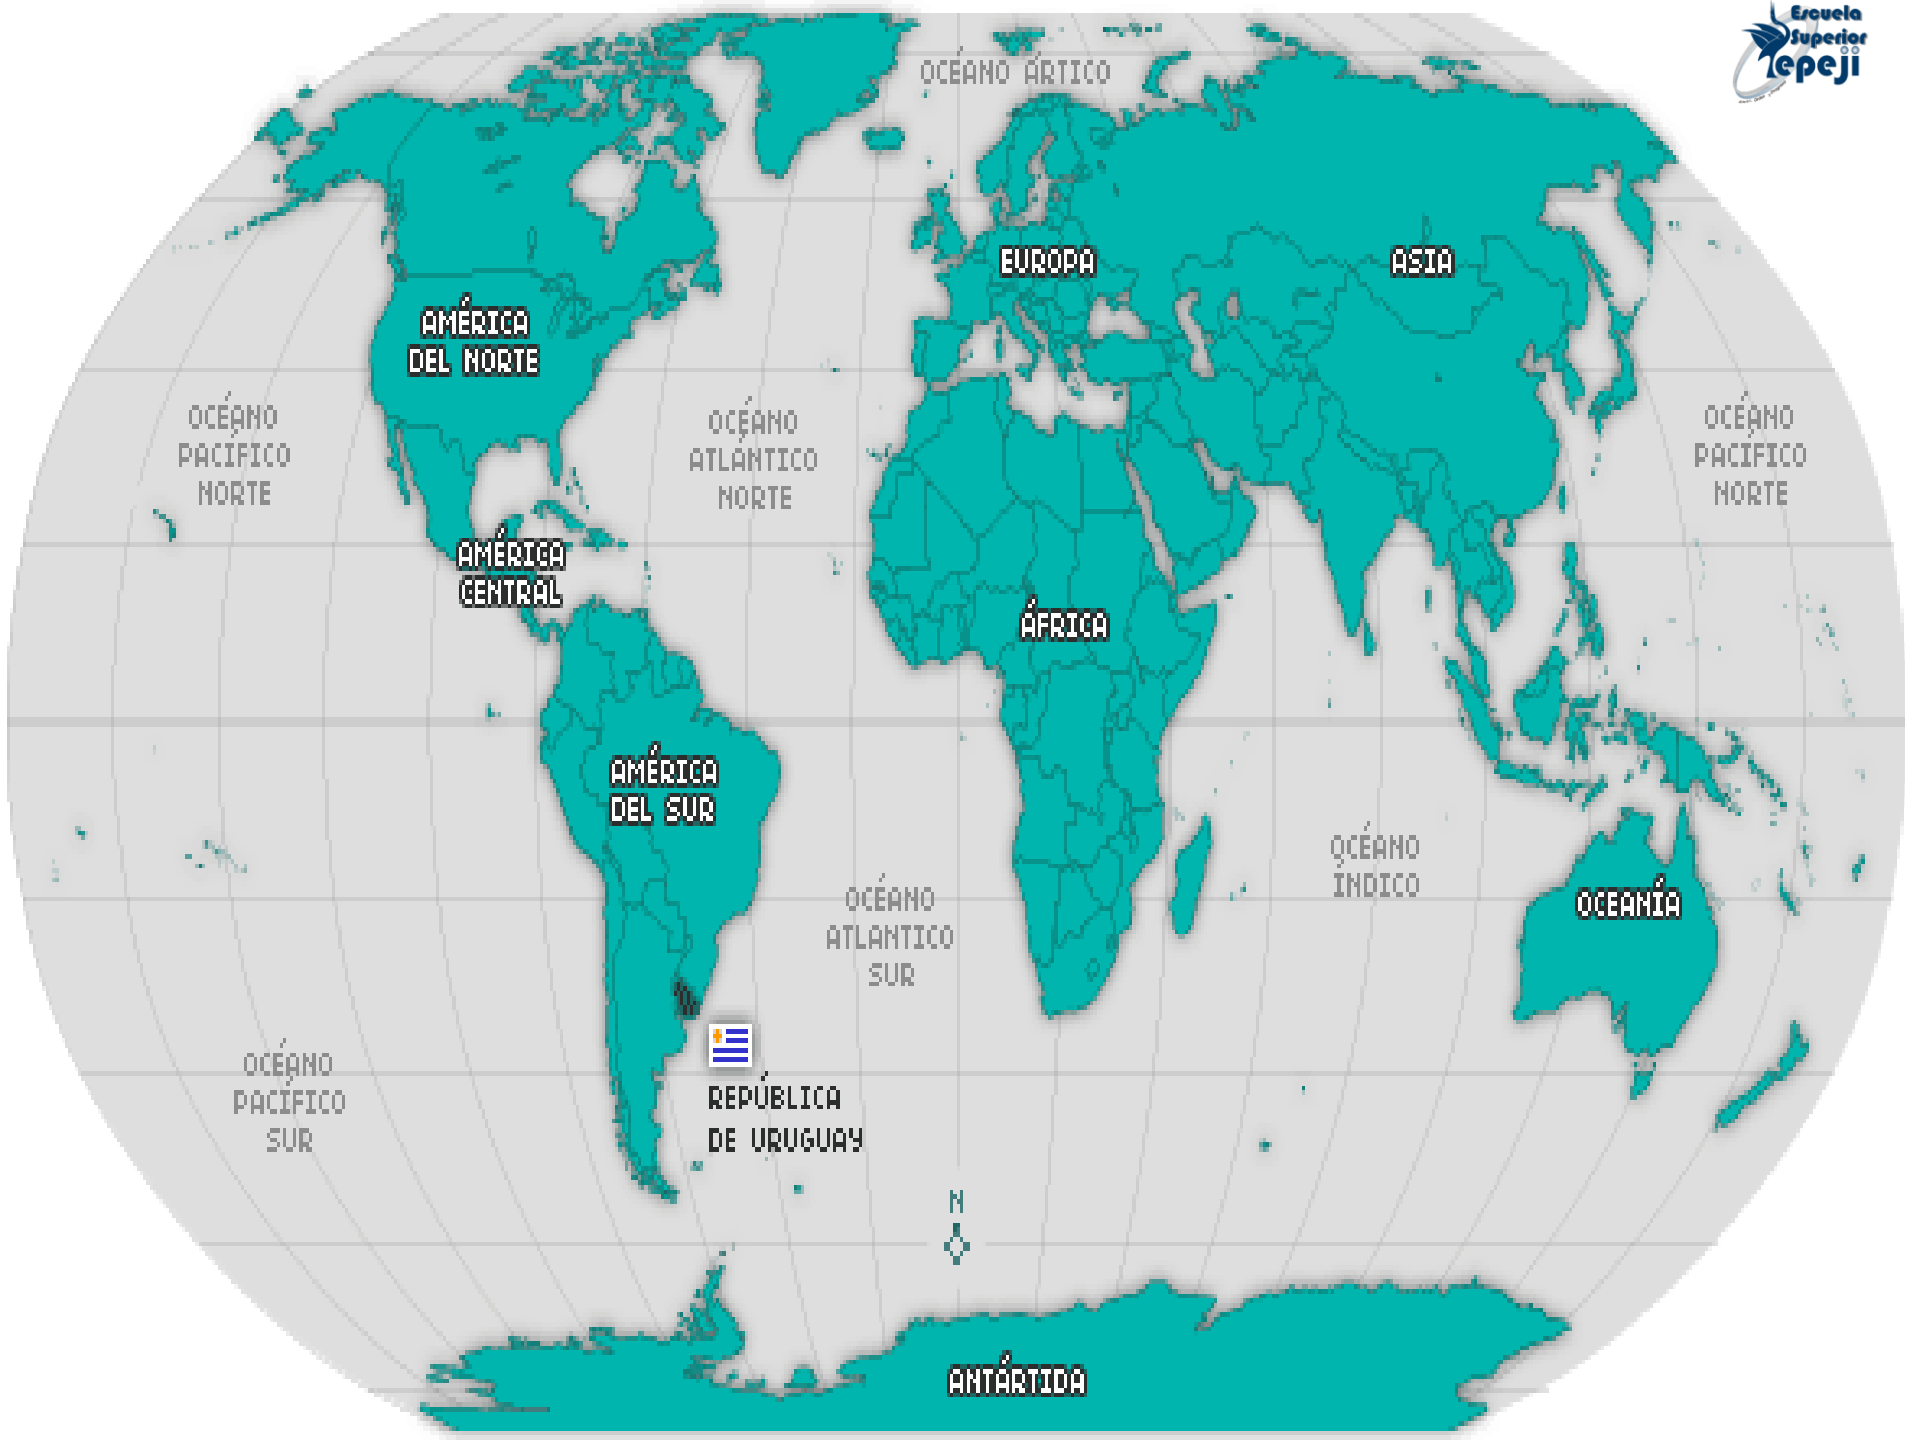 Escuela
Superior
Tepeji
OCÉANO ÁRTICO
EUROPA
ASIA
AMÉRICA
DEL NORTE
OCÉANO
PACÍFICO
NORTE
OCÉANO
ATLÁNTICO
NORTE
OCÉANO
PACÍFICO
NORTE
AMÉRICA
CENTRAL
ÁFRICA
AMÉRICA
DEL SUR
OCÉANO
ÍNDICO
OCÉANO
ATLANTICO
SUR
OCEANÍA
OCÉANO
PACÍFICO
SUR
REPÚBLICA
DE URUGUAY
N
ANTÁRTIDA